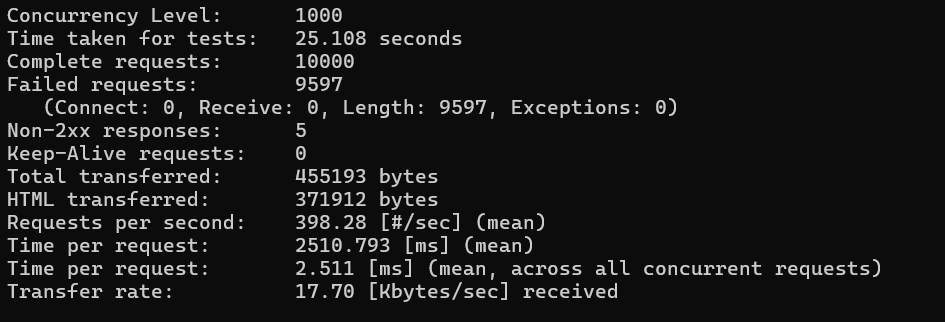 Concurrency Level:      1000
Time taken for tests:   25.108 seconds
Complete requests:      10000
Failed requests:        9597
   (Connect: 0, Receive: 0, Length: 9597, Exceptions: 0)
Non-2xx responses:      5
Keep-Alive requests:    0
Total transferred:      455193 bytes
HTML transferred:       371912 bytes
Requests per second:    398.28 [#/sec] (mean)
Time per request:       2510.793 [ms] (mean)
Time per request:       2.511 [ms] (mean, across all concurrent requests)
Transfer rate:          17.70 [Kbytes/sec] received